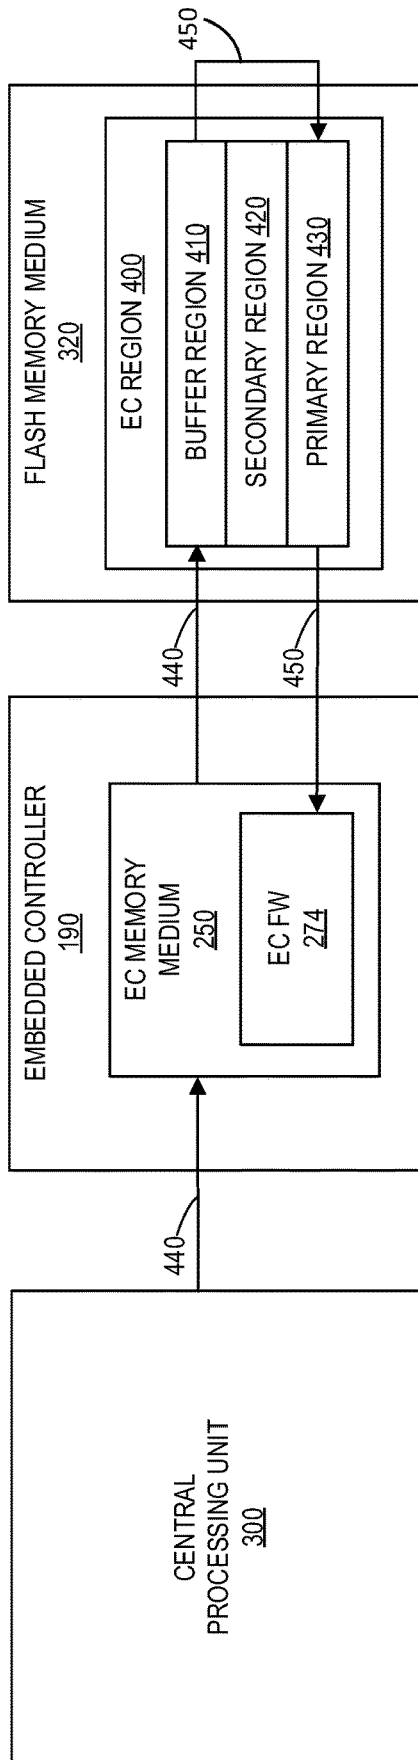 CENTRAL
PROCESSING UNIT
300
440
EMBEDDED CONTROLLER
190
EC MEMORY
MEDIUM
250
EC FW
274
440
450
FLASH MEMORY MEDIUM
320
EC REGION 400
BUFFER REGION 410
SECONDARY REGION 420
PRIMARY REGION 430
450